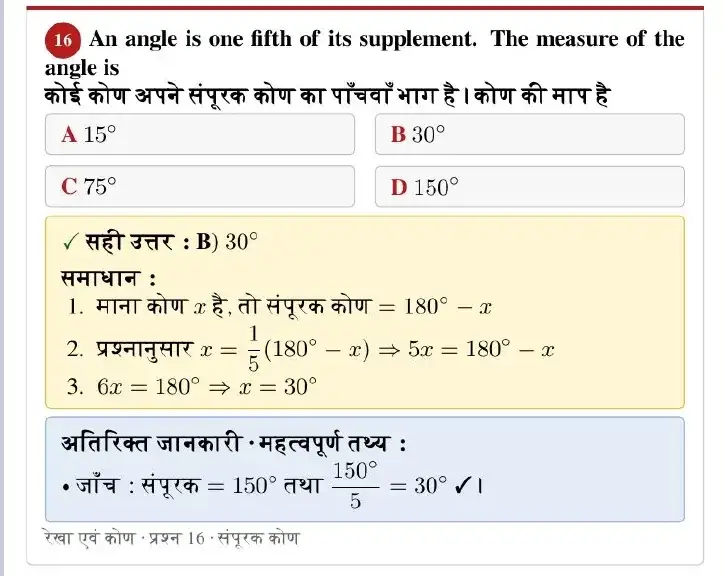 16 An angle is one fifth of its supplement. The measure of the
angle is
कोई कोण अपने संपूरक कोण का पाँचवाँ भाग है। कोण की माप है
A 15°
B 30°
C 75°
D 150°
✓ सही उत्तर : B) 30°
समाधान :
1. माना कोण x है, तो संपूरक कोण = 180° − x
2. प्रश्नानुसार x = 1/5 (180° − x) ⇒ 5x = 180° − x
3. 6x = 180° ⇒ x = 30°
अतिरिक्त जानकारी · महत्वपूर्ण तथ्य :
• जाँच : संपूरक = 150° तथा 150°/5 = 30° ✓।
रेखा एवं कोण · प्रश्न 16 · संपूरक कोण